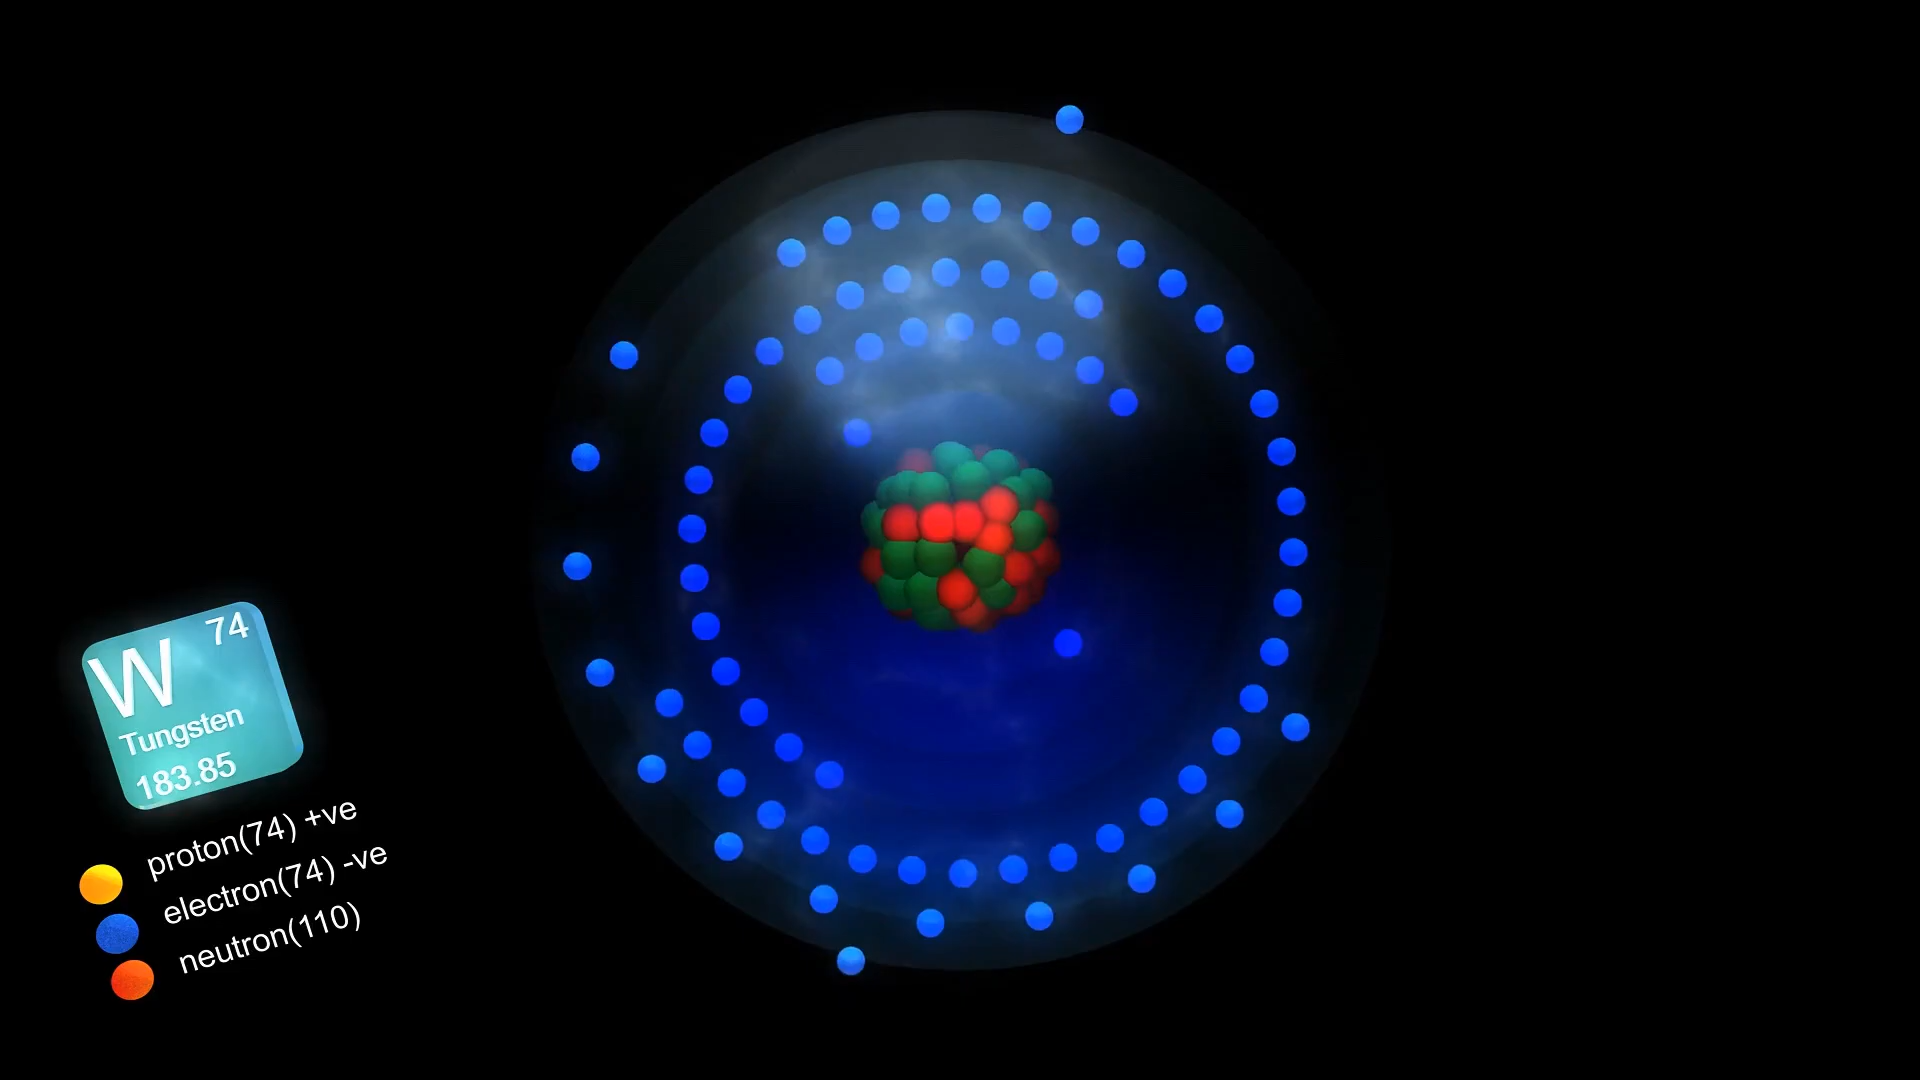 W 74
Tungsten
183.85
proton(74) +ve
electron(74) -ve
neutron(110)